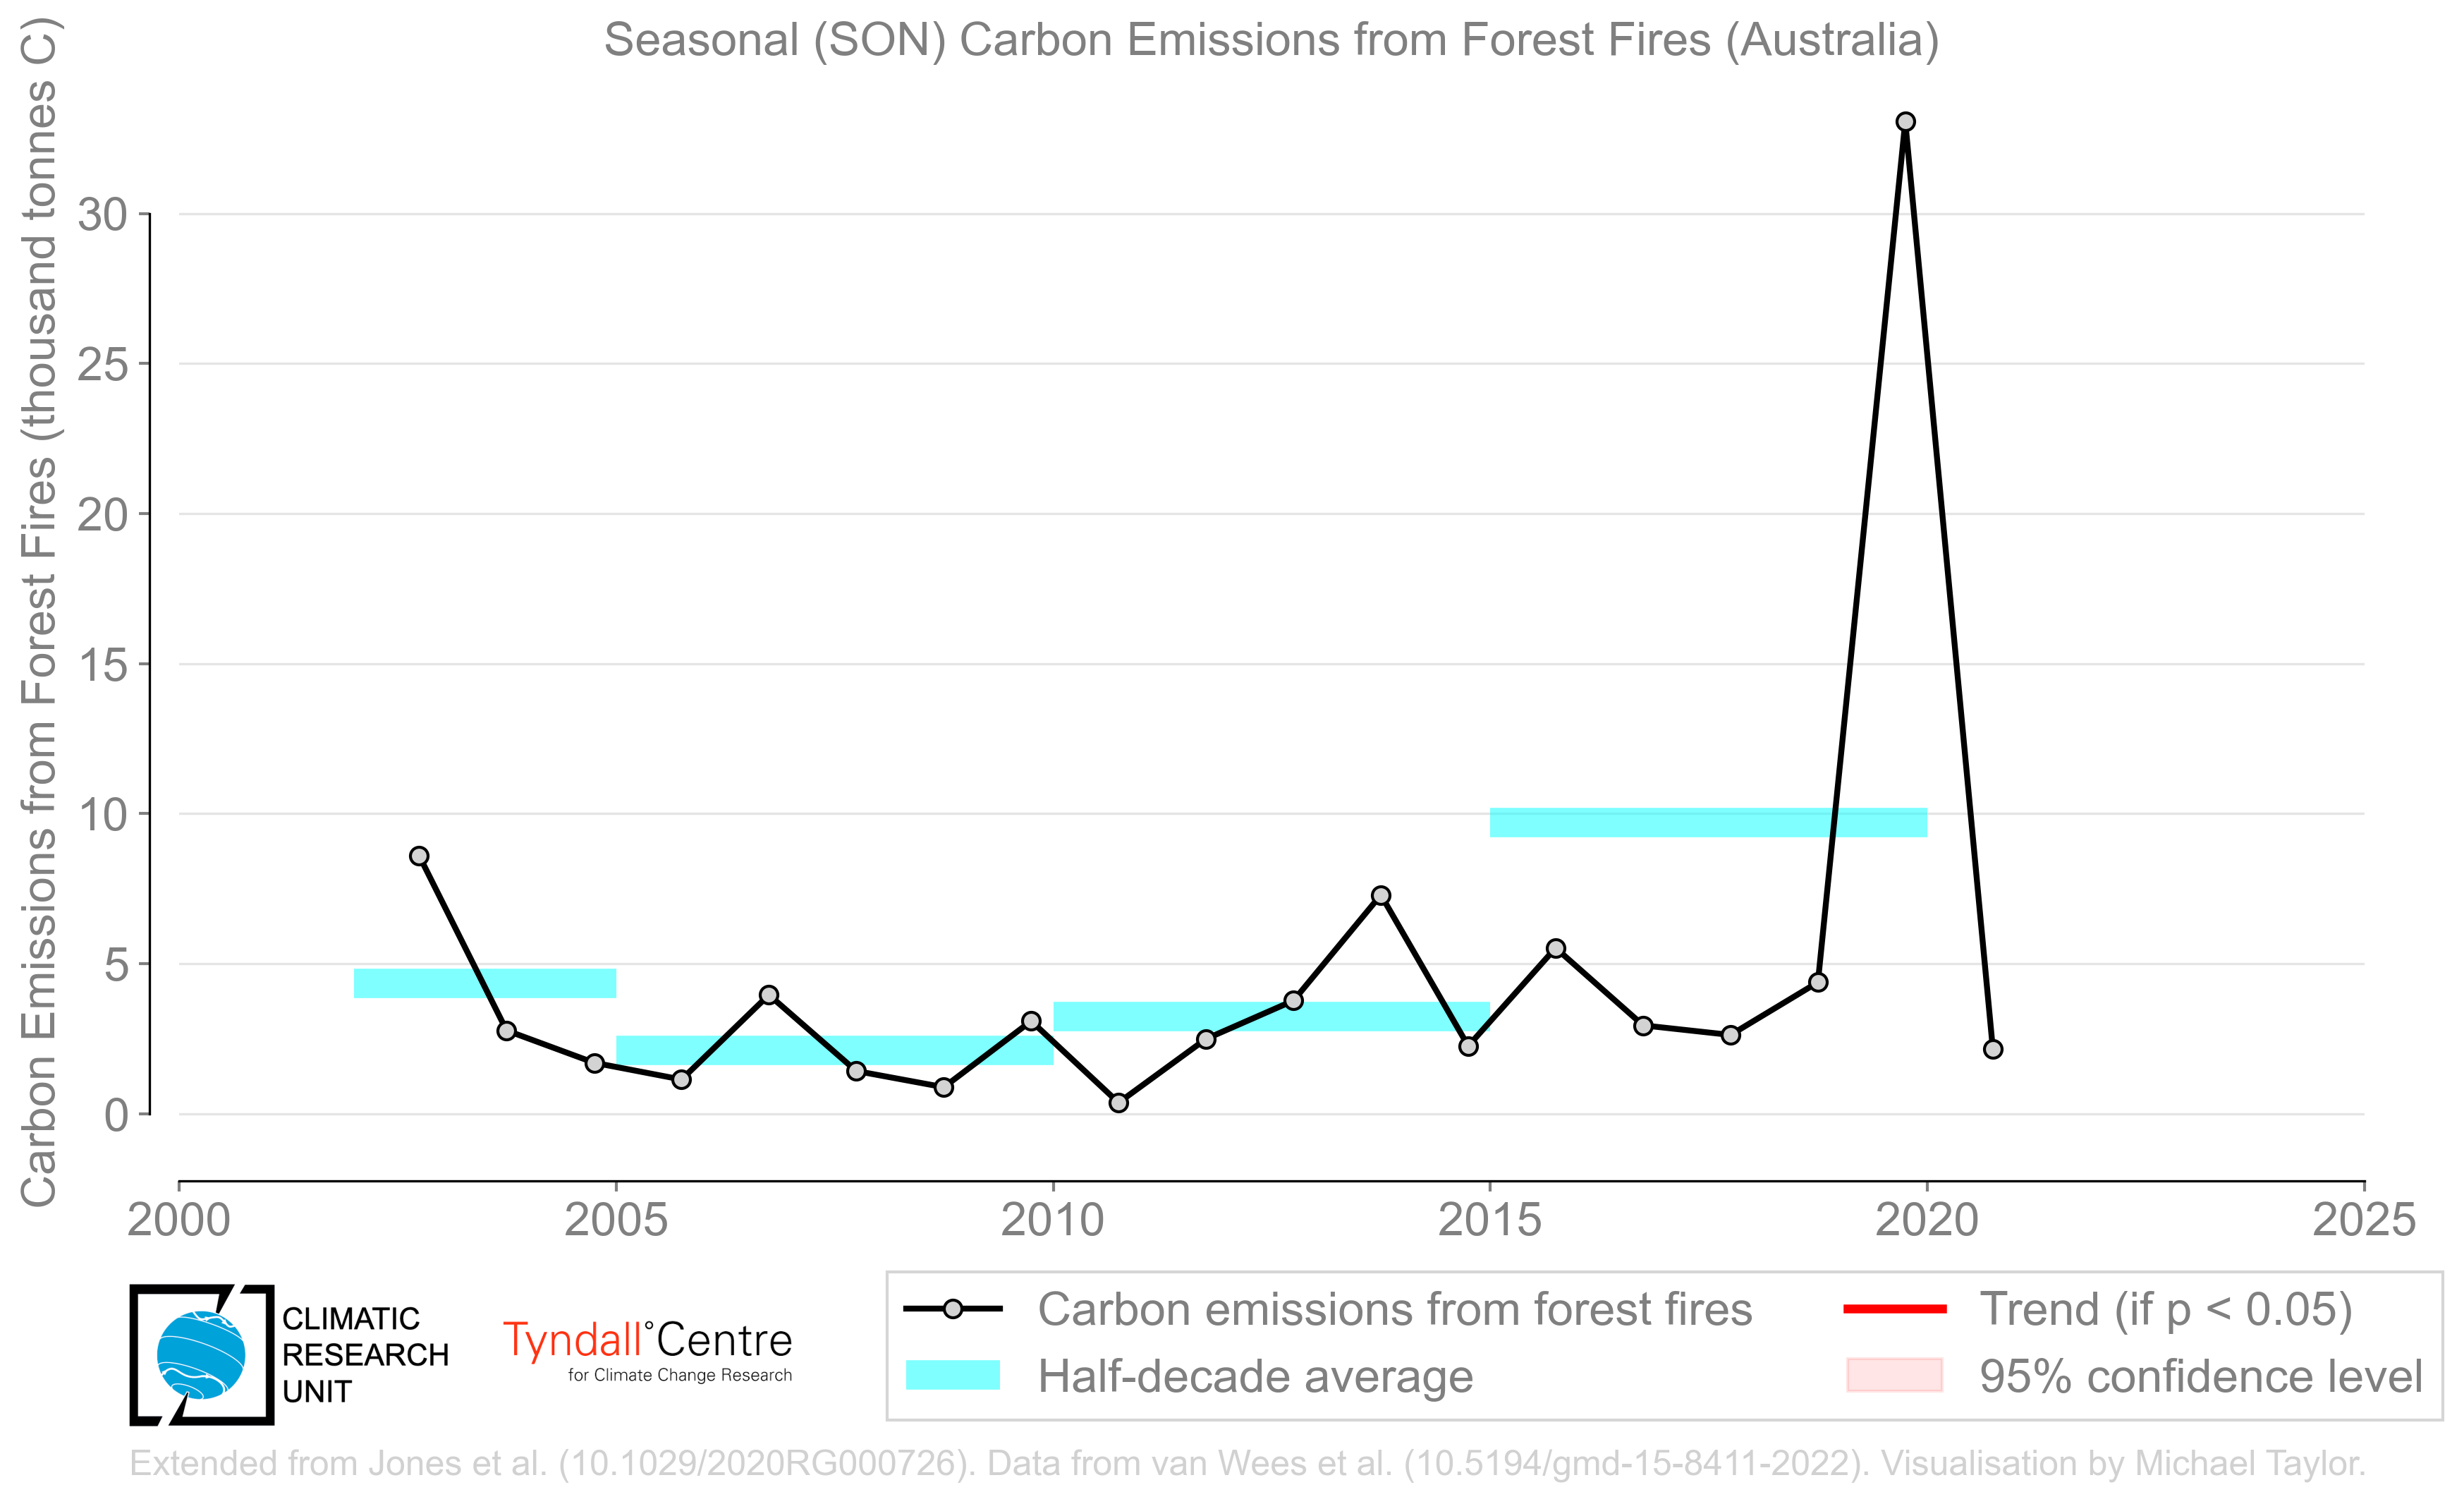 Seasonal (SON) Carbon Emissions from Forest Fires (Australia)
Carbon Emissions from Forest Fires (thousand tonnes C)
30
25
20
15
10
5
0
2000 2005 2010 2015 2020 2025
CLIMATIC
RESEARCH
UNIT
Tyndall°Centre
for Climate Change Research
Carbon emissions from forest fires
Half-decade average
Trend (if p < 0.05)
95% confidence level
Extended from Jones et al. (10.1029/2020RG000726). Data from van Wees et al. (10.5194/gmd-15-8411-2022). Visualisation by Michael Taylor.